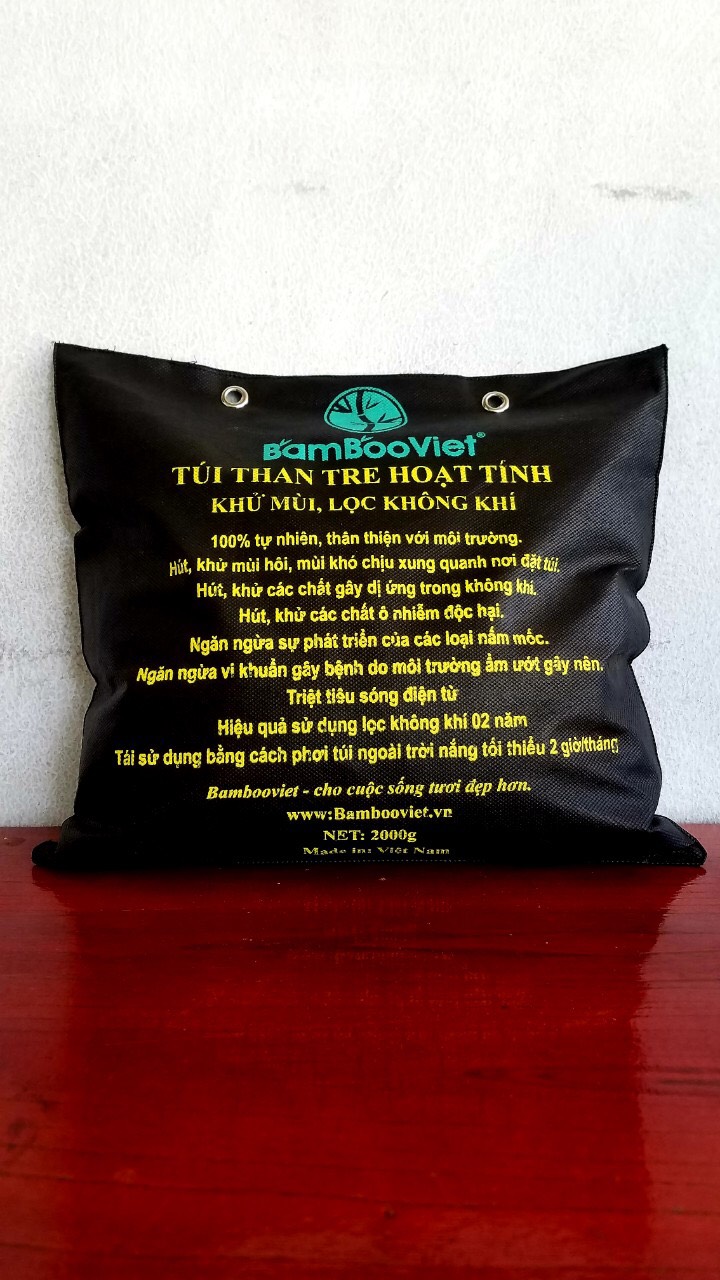 BamBooViet®
TÚI THAN TRE HOẠT TÍNH
KHỬ MÙI, LỌC KHÔNG KHÍ
100% tự nhiên, thân thiện với môi trường.
Hút, khử mùi hôi, mùi khó chịu xung quanh nơi đặt túi.
Hút, khử các chất gây dị ứng trong không khí.
Hút, khử các chất ô nhiễm độc hại.
Ngăn ngừa sự phát triển của các loại nấm mốc.
Ngăn ngừa vi khuẩn gây bệnh do môi trường ẩm ướt gây nên.
Triệt tiêu sóng điện từ
Hiệu quả sử dụng lọc không khí 02 năm
Tái sử dụng bằng cách phơi túi ngoài trời nắng tối thiểu 2 giờ/tháng
Bambooviet - cho cuộc sống tươi đẹp hơn.
www:Bambooviet.vn
NET: 2000g
Made in: Việt Nam